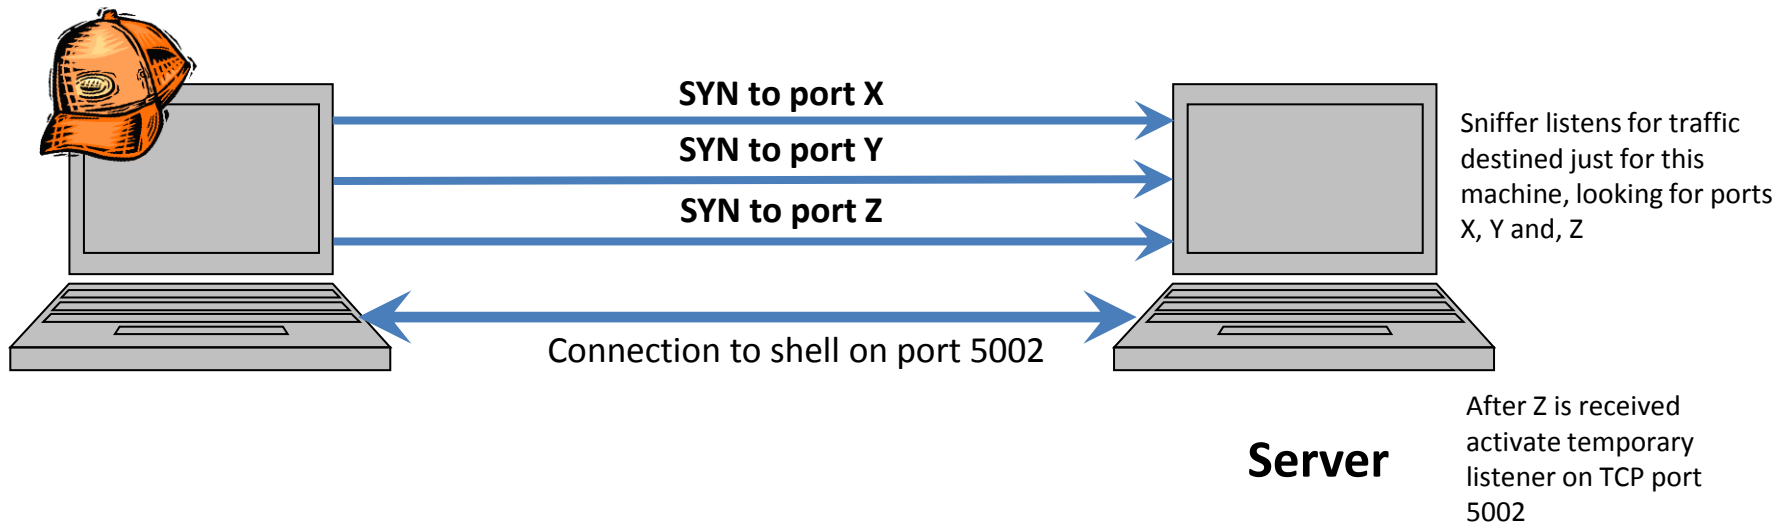 SYN to port X
SYN to port Y
SYN to port Z
Connection to shell on port 5002
Sniffer listens for traffic
destined just for this
machine, looking for ports
X, Y and, Z
Server
After Z is received
activate temporary
listener on TCP port
5002